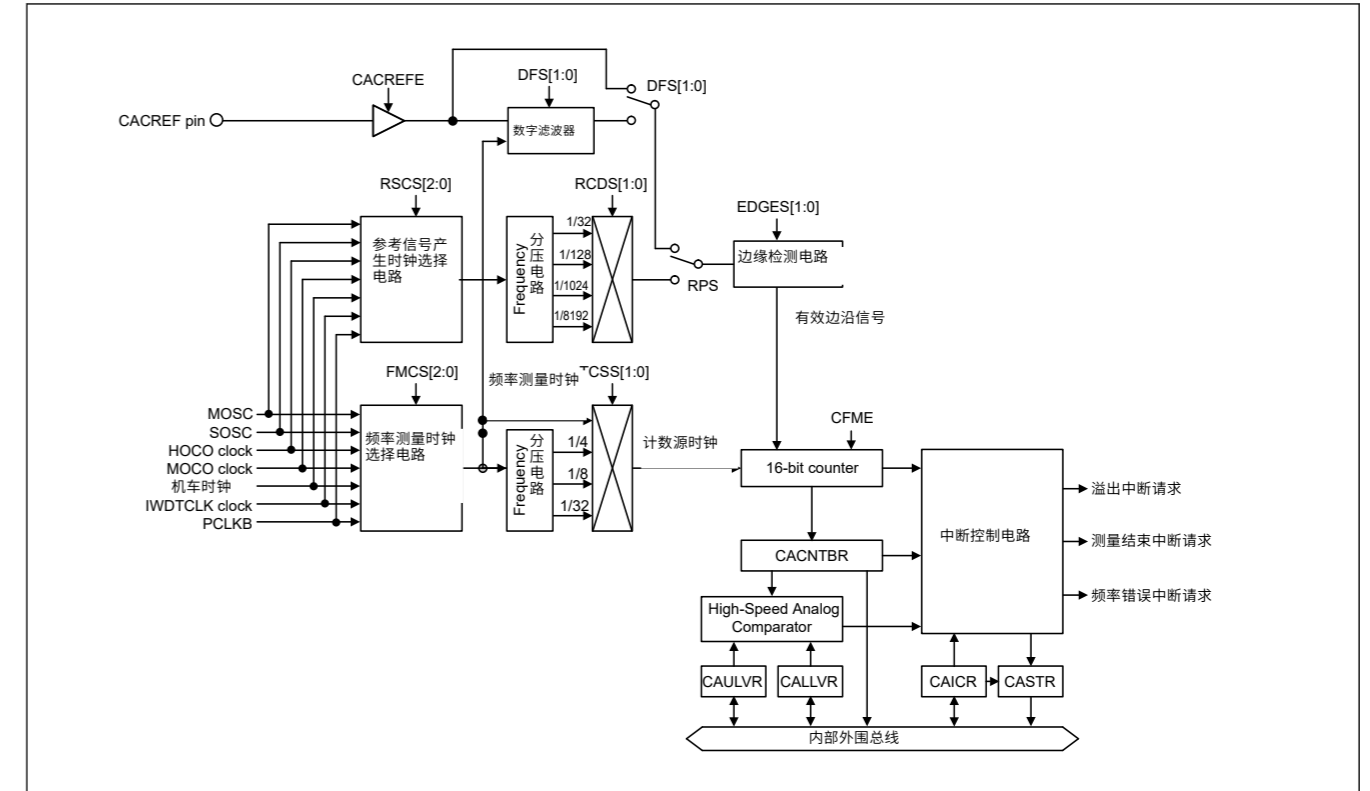 CACREFE
DFS[1:0]
DFS[1:0]
CACREF pin
数字滤波器
RSCS[2:0]
RCDS[1:0]
EDGES[1:0]
参考信号产
生时钟选择
电路
Frequency
分压电路
1/32
1/128
1/1024
1/8192
RPS
边缘检测电路
有效边沿信号
FMCS[2:0]
频率测量时钟
TCSS[1:0]
MOSC
SOSC
HOCO clock
MOCO clock
机车时钟
IWDTCLK clock
PCLKB
频率测量时钟
选择电路
Frequency
分压电路
1/4
1/8
1/32
计数源时钟
CFME
16-bit counter
中断控制电路
溢出中断请求
测量结束中断请求
频率错误中断请求
CACNTBR
High-Speed Analog
Comparator
CAULVR
CALLVR
CAICR
CASTR
内部外围总线